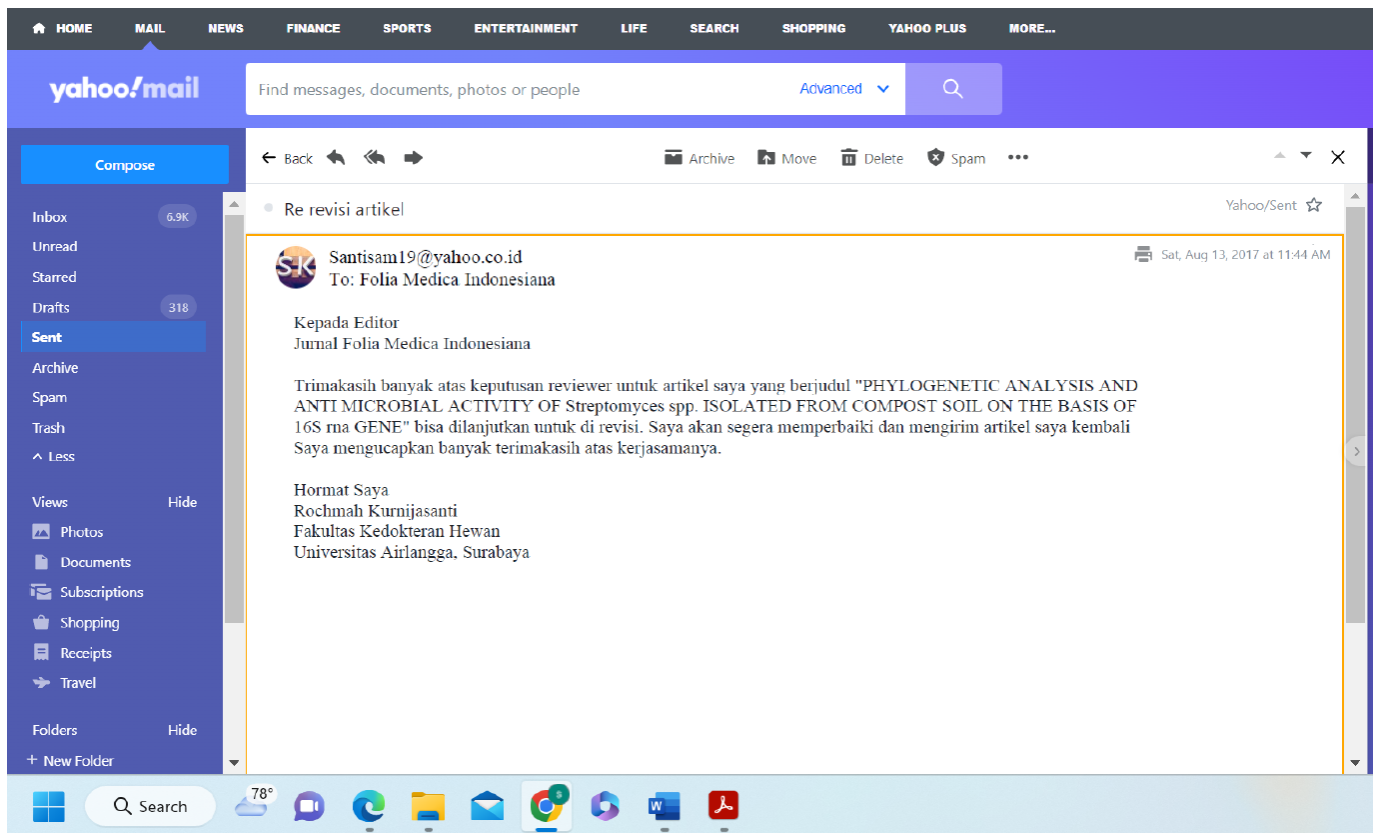 HOME MAIL NEWS FINANCE SPORTS ENTERTAINMENT LIFE SEARCH SHOPPING YAHOO PLUS MORE...
yahoo!mail
Find messages, documents, photos or people Advanced
Compose
Back Archive Move Delete Spam
Inbox 6.9K
Unread
Starred
Drafts 318
Sent
Archive
Spam
Trash
Less
Views Hide
Photos
Documents
Subscriptions
Shopping
Receipts
Travel
Folders Hide
+ New Folder
Re revisi artikel Yahoo/Sent
SK
Santisam19@yahoo.co.id Sat, Aug 13, 2017 at 11:44 AM
To: Folia Medica Indonesiana
Kepada Editor
Jurnal Folia Medica Indonesiana
Trimakasih banyak atas keputusan reviewer untuk artikel saya yang berjudul "PHYLOGENETIC ANALYSIS AND
ANTI MICROBIAL ACTIVITY OF Streptomyces spp. ISOLATED FROM COMPOST SOIL ON THE BASIS OF
16S rna GENE" bisa dilanjutkan untuk di revisi. Saya akan segera memperbaiki dan mengirim artikel saya kembali
Saya mengucapkan banyak terimakasih atas kerjasamanya.
Hormat Saya
Rochmah Kurnijasanti
Fakultas Kedokteran Hewan
Universitas Airlangga, Surabaya
Search 78° S W